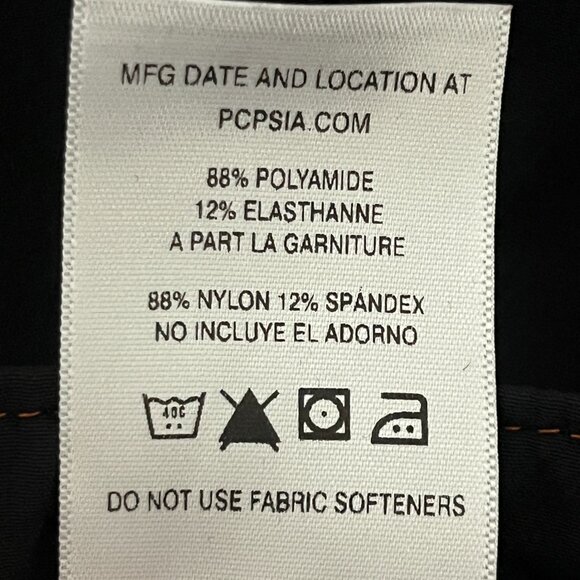 MFG DATE AND LOCATION AT
PCPSIA.COM
88% POLYAMIDE
12% ELASTHANNE
A PART LA GARNITURE
88% NYLON 12% SPANDEX
NO INCLUYE EL ADORNO
40C
DO NOT USE FABRIC SOFTENERS